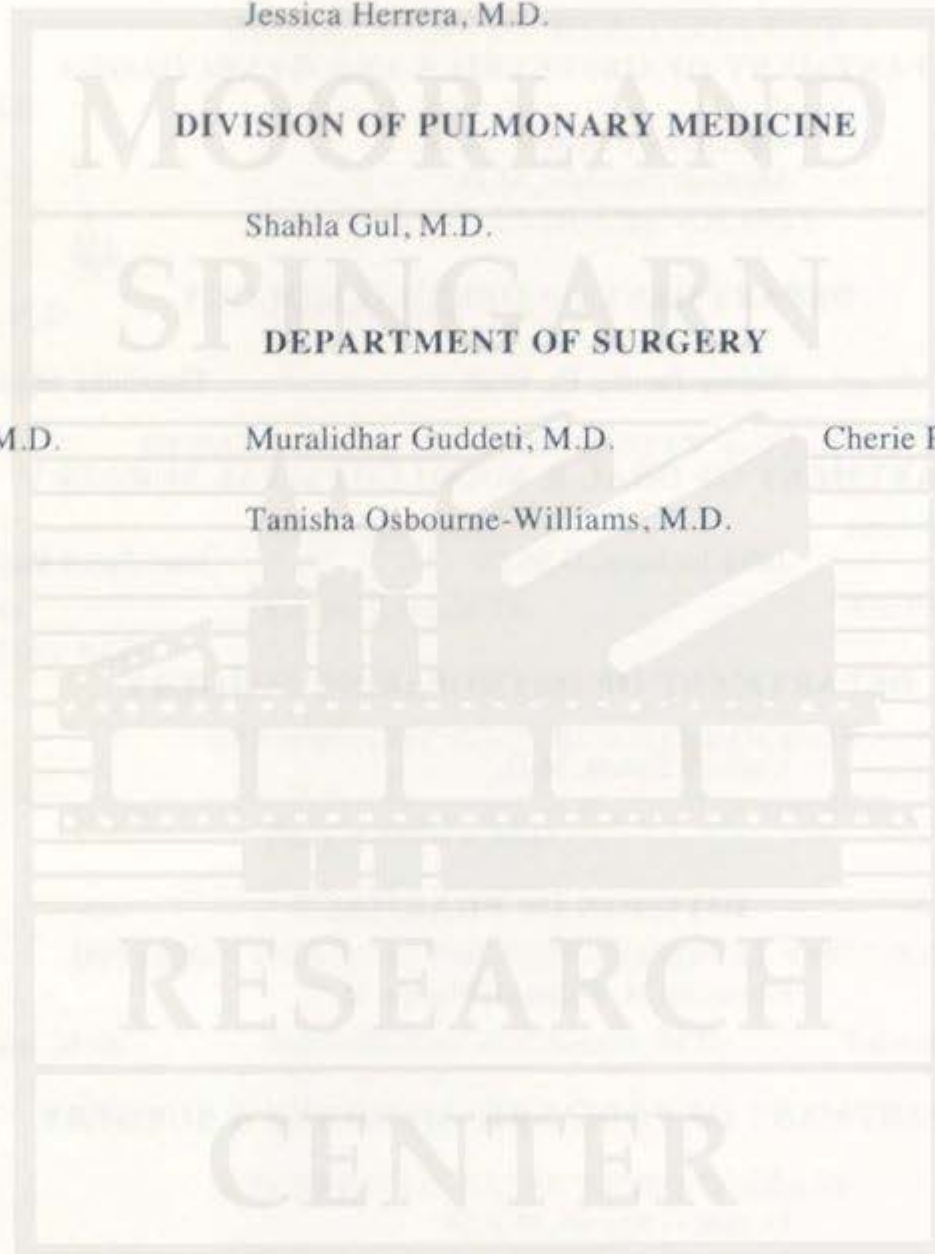 Jessica Herrera, M.D.
DIVISION OF PULMONARY MEDICINE
Shahla Gul, M.D.
DEPARTMENT OF SURGERY
M.D. Muralidhar Guddeti, M.D. Cherie
Tanisha Osbourne-Williams, M.D.
MOORLAND
SPINGARN
RESEARCH
CENTER